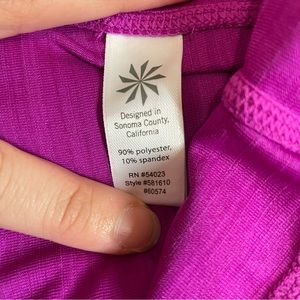 Designed in
Sonoma County,
California
90% polyester,
10% spandex
RN #54023
Style #581610
#60574